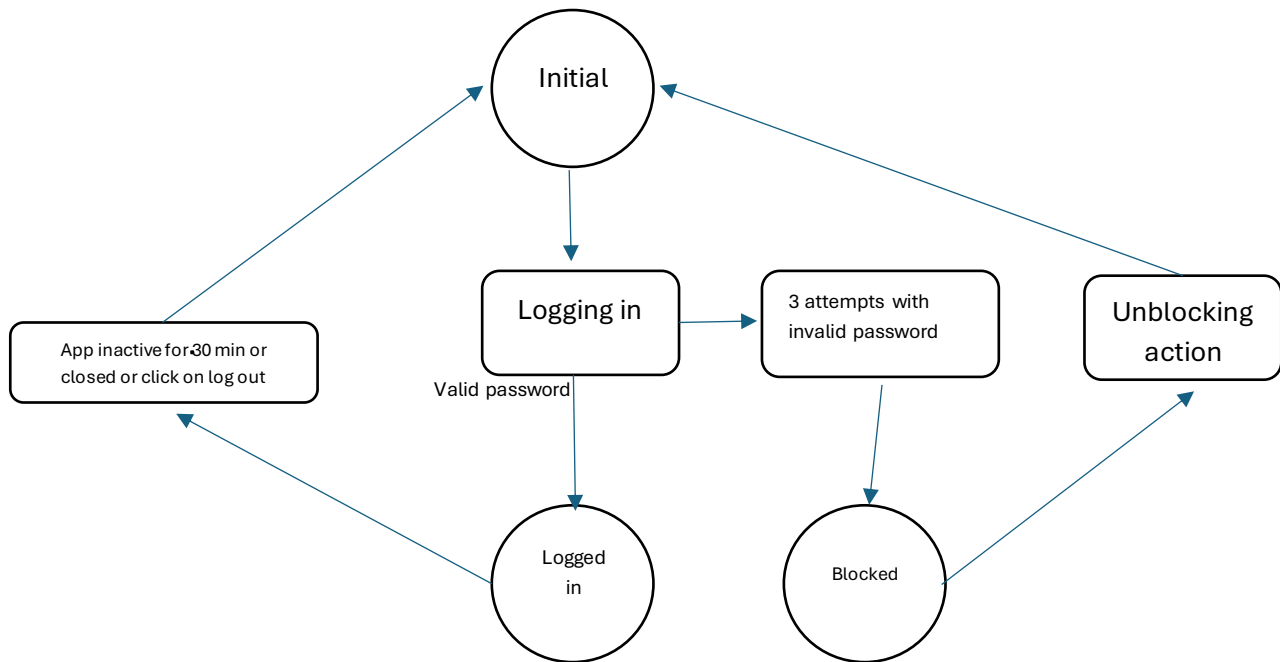 Initial
Logging in
3 attempts with
invalid password
Unblocking
action
App inactive for 30 min or
closed or click on log out
Valid password
Logged
in
Blocked